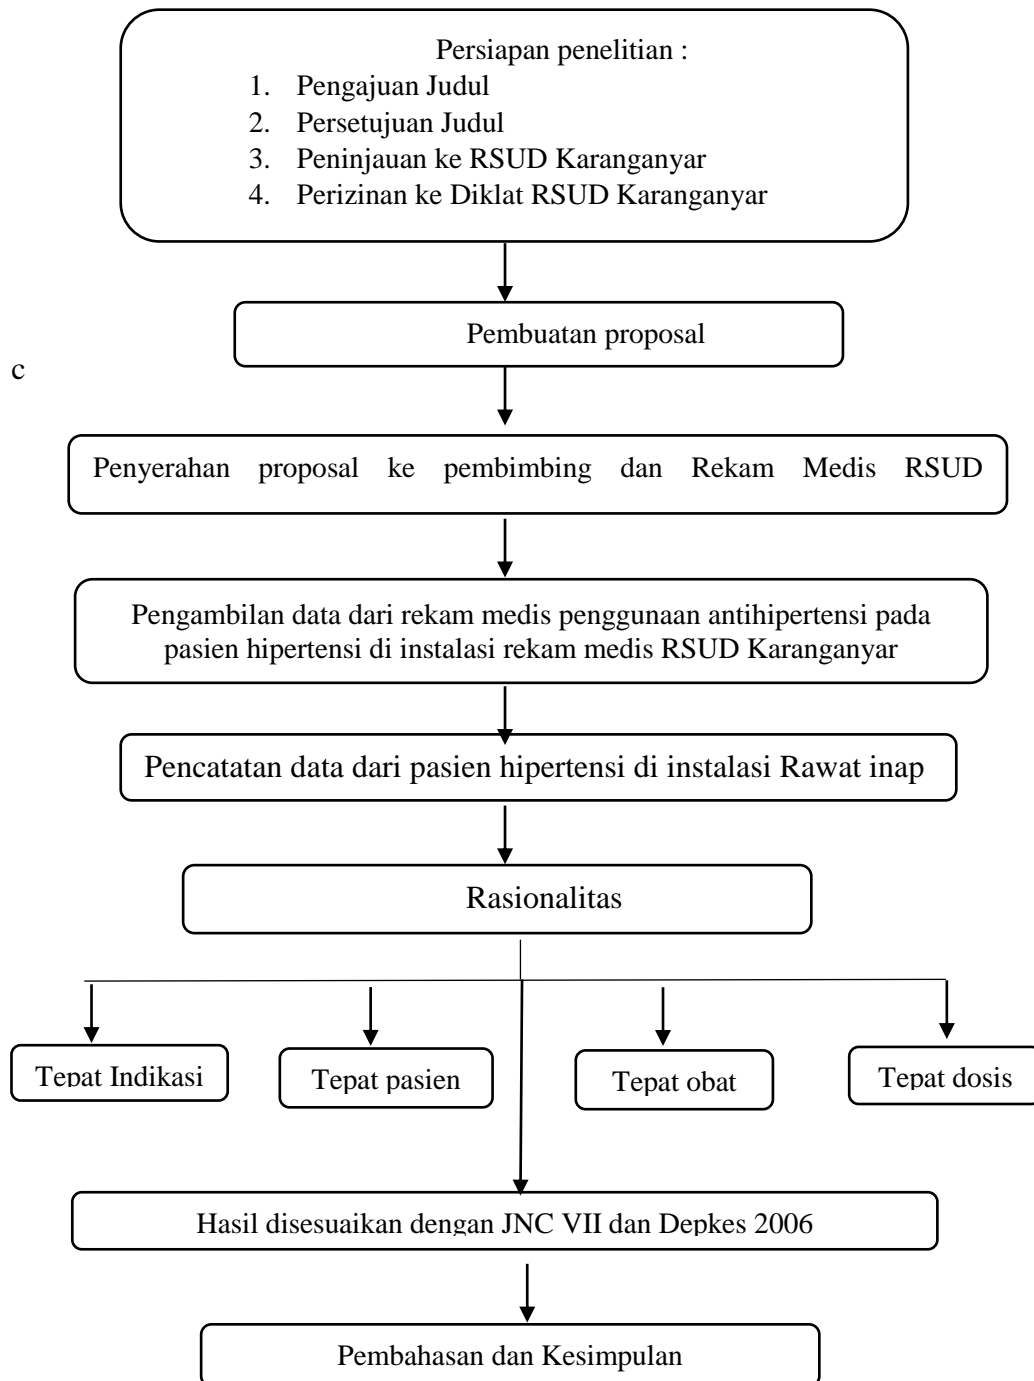 Persiapan penelitian :
1. Pengajuan Judul
2. Persetujuan Judul
3. Peninjauan ke RSUD Karanganyar
4. Perizinan ke Diklat RSUD Karanganyar
Pembuatan proposal
c
Penyerahan proposal ke pembimbing dan Rekam Medis RSUD
Pengambilan data dari rekam medis penggunaan antihipertensi pada
pasien hipertensi di instalasi rekam medis RSUD Karanganyar
Pencatatan data dari pasien hipertensi di instalasi Rawat inap
Rasionalitas
Tepat Indikasi
Tepat pasien
Tepat obat
Tepat dosis
Hasil disesuaikan dengan JNC VII dan Depkes 2006
Pembahasan dan Kesimpulan